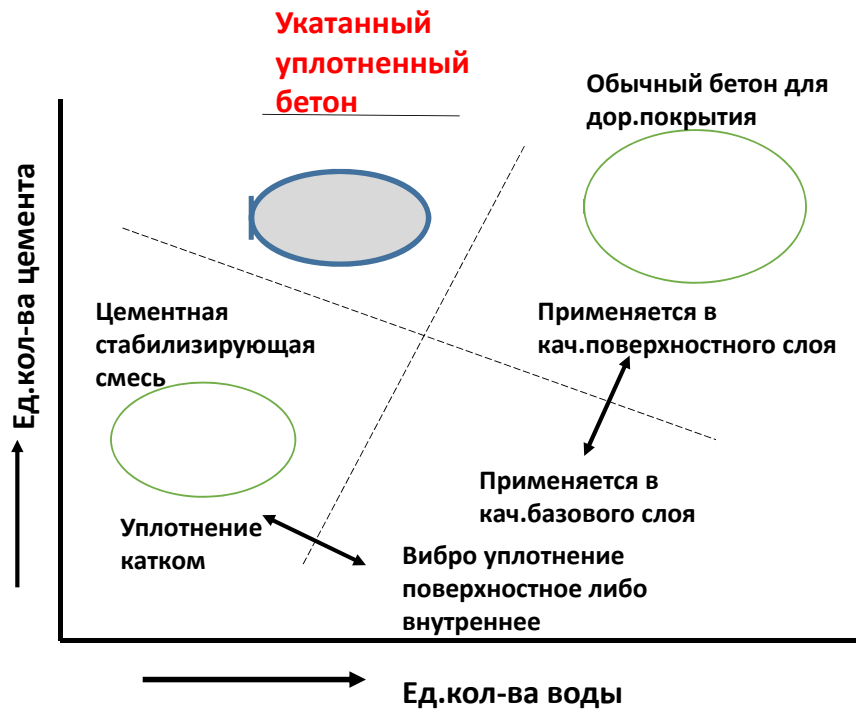 Укатанный
уплотненный
бетон
Обычный бетон для
дор.покрытия
Ед.кол-ва цемента
Цементная
стабилизирующая
смесь
Применяется в
кач.поверхностного слоя
Применяется в
кач.базового слоя
Уплотнение
катком
Вибро уплотнение
поверхностное либо
внутреннее
Ед.кол-ва воды